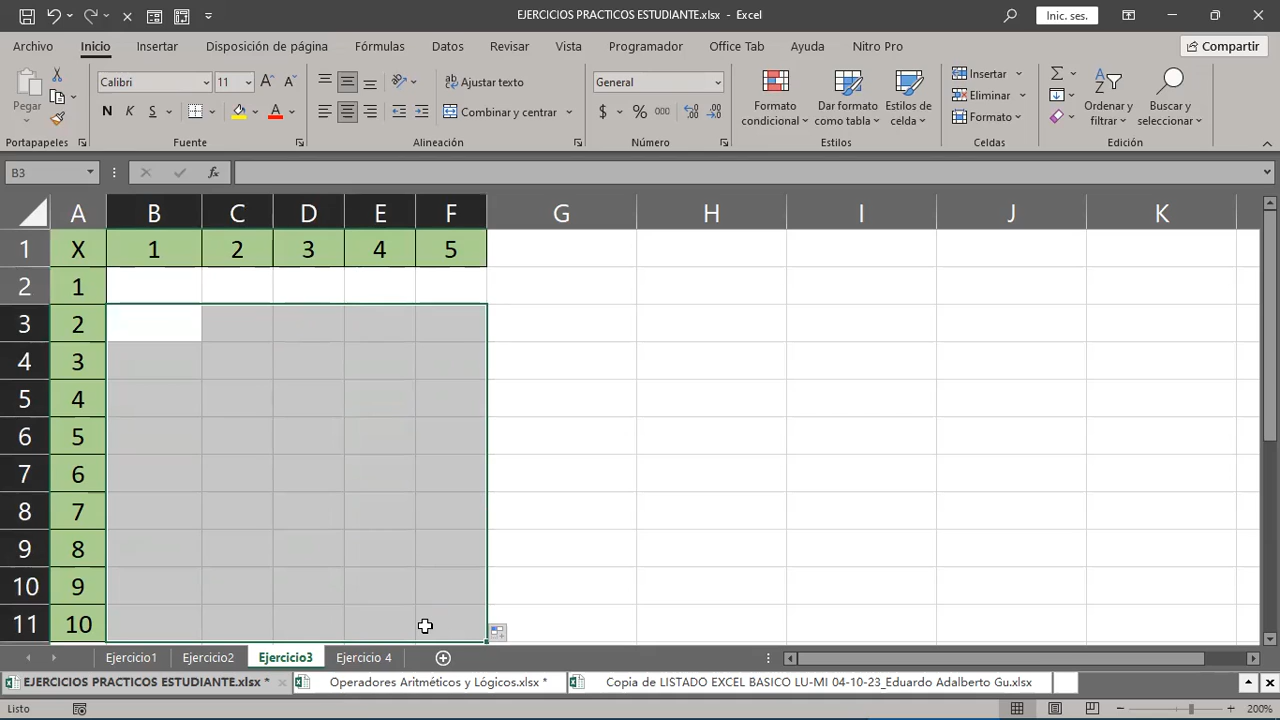 EJERCICIOS PRACTICOS ESTUDIANTE.xlsx - Excel
Inic. ses.
Archivo Inicio Insertar Disposición de página Fórmulas Datos Revisar Vista Programador Office Tab Ayuda Nitro Pro Compartir
Pegar
Calibri 11
N K S
Ajustar texto
Combinar y centrar
General
$ % 000
Formato condicional
Dar formato como tabla
Estilos de celda
Insertar
Eliminar
Formato
Ordenar y filtrar
Buscar y seleccionar
Portapapeles Fuente Alineación Número Estilos Celdas Edición
B3
A B C D E F G H I J K
1 X 1 2 3 4 5
2 1
3 2
4 3
5 4
6 5
7 6
8 7
9 8
10 9
11 10
Ejercicio1 Ejercicio2 Ejercicio3 Ejercicio 4
EJERCICIOS PRACTICOS ESTUDIANTE.xlsx * Operadores Aritméticos y Lógicos.xlsx * Copia de LISTADO EXCEL BASICO LU-MI 04-10-23_Eduardo Adalberto Gu.xlsx
Listo 200%